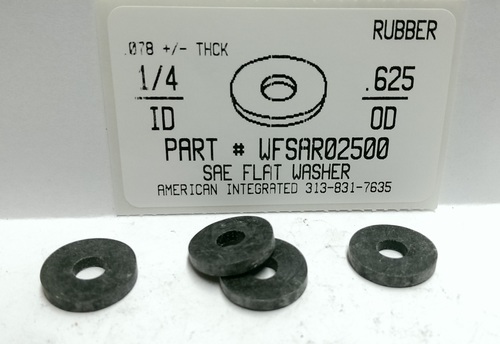 RUBBER
.078 +/- THCK
1/4 .625
ID OD
PART # WFSAR02500
SAE FLAT WASHER
AMERICAN INTEGRATED 313-831-7635